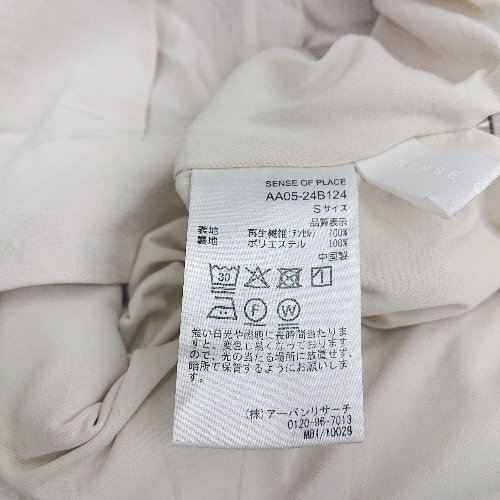 SENSE
SENSE OF PLACE
AA05-24B124
Sサイズ
品質表示
表地 再生繊維(テンセル) 100%
裏地 ポリエステル 100%
中国製
30
F W
強い日光や照明に長時間当たりま
すと、変色し易くなっておりますの
で、光の当たる場所に放置せず、
暗所で保管するようにお願いします。
(株)アーバンリサーチ
0120-96-7013
MB1/10028